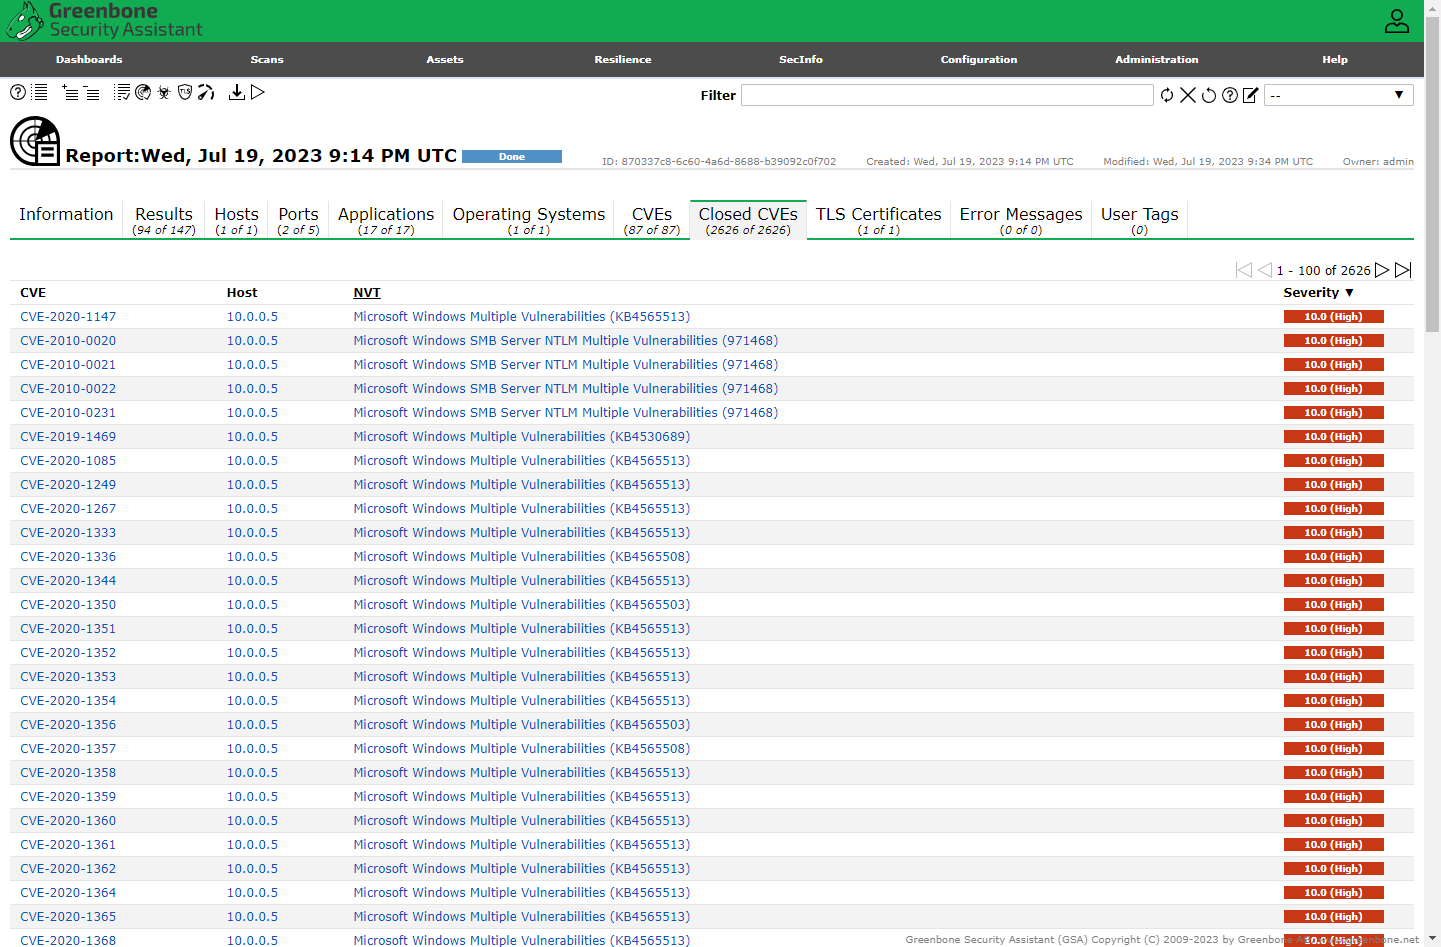 Greenbone
Security Assistant
Dashboards Scans Assets Resilience SecInfo Configuration Administration Help
Filter --
Report:Wed, Jul 19, 2023 9:14 PM UTC Done ID: 870337c8-6c60-4a6d-8688-b39092c0f702 Created: Wed, Jul 19, 2023 9:14 PM UTC Modified: Wed, Jul 19, 2023 9:34 PM UTC Owner: admin
Information Results Hosts Ports Applications Operating Systems CVEs Closed CVEs TLS Certificates Error Messages User Tags
(94 of 147) (1 of 1) (2 of 5) (17 of 17) (1 of 1) (87 of 87) (2626 of 2626) (1 of 1) (0 of 0) (0)
1 - 100 of 2626
CVE Host NVT Severity ▼
CVE-2020-1147 10.0.0.5 Microsoft Windows Multiple Vulnerabilities (KB4565513) 10.0 (High)
CVE-2010-0020 10.0.0.5 Microsoft Windows SMB Server NTLM Multiple Vulnerabilities (971468) 10.0 (High)
CVE-2010-0021 10.0.0.5 Microsoft Windows SMB Server NTLM Multiple Vulnerabilities (971468) 10.0 (High)
CVE-2010-0022 10.0.0.5 Microsoft Windows SMB Server NTLM Multiple Vulnerabilities (971468) 10.0 (High)
CVE-2010-0231 10.0.0.5 Microsoft Windows SMB Server NTLM Multiple Vulnerabilities (971468) 10.0 (High)
CVE-2019-1469 10.0.0.5 Microsoft Windows Multiple Vulnerabilities (KB4530689) 10.0 (High)
CVE-2020-1085 10.0.0.5 Microsoft Windows Multiple Vulnerabilities (KB4565513) 10.0 (High)
CVE-2020-1249 10.0.0.5 Microsoft Windows Multiple Vulnerabilities (KB4565513) 10.0 (High)
CVE-2020-1267 10.0.0.5 Microsoft Windows Multiple Vulnerabilities (KB4565513) 10.0 (High)
CVE-2020-1333 10.0.0.5 Microsoft Windows Multiple Vulnerabilities (KB4565513) 10.0 (High)
CVE-2020-1336 10.0.0.5 Microsoft Windows Multiple Vulnerabilities (KB4565508) 10.0 (High)
CVE-2020-1344 10.0.0.5 Microsoft Windows Multiple Vulnerabilities (KB4565513) 10.0 (High)
CVE-2020-1350 10.0.0.5 Microsoft Windows Multiple Vulnerabilities (KB4565503) 10.0 (High)
CVE-2020-1351 10.0.0.5 Microsoft Windows Multiple Vulnerabilities (KB4565513) 10.0 (High)
CVE-2020-1352 10.0.0.5 Microsoft Windows Multiple Vulnerabilities (KB4565513) 10.0 (High)
CVE-2020-1353 10.0.0.5 Microsoft Windows Multiple Vulnerabilities (KB4565513) 10.0 (High)
CVE-2020-1354 10.0.0.5 Microsoft Windows Multiple Vulnerabilities (KB4565513) 10.0 (High)
CVE-2020-1356 10.0.0.5 Microsoft Windows Multiple Vulnerabilities (KB4565503) 10.0 (High)
CVE-2020-1357 10.0.0.5 Microsoft Windows Multiple Vulnerabilities (KB4565508) 10.0 (High)
CVE-2020-1358 10.0.0.5 Microsoft Windows Multiple Vulnerabilities (KB4565513) 10.0 (High)
CVE-2020-1359 10.0.0.5 Microsoft Windows Multiple Vulnerabilities (KB4565513) 10.0 (High)
CVE-2020-1360 10.0.0.5 Microsoft Windows Multiple Vulnerabilities (KB4565513) 10.0 (High)
CVE-2020-1361 10.0.0.5 Microsoft Windows Multiple Vulnerabilities (KB4565513) 10.0 (High)
CVE-2020-1362 10.0.0.5 Microsoft Windows Multiple Vulnerabilities (KB4565513) 10.0 (High)
CVE-2020-1364 10.0.0.5 Microsoft Windows Multiple Vulnerabilities (KB4565513) 10.0 (High)
CVE-2020-1365 10.0.0.5 Microsoft Windows Multiple Vulnerabilities (KB4565513) 10.0 (High)
CVE-2020-1368 10.0.0.5 Microsoft Windows Multiple Vulnerabilities (KB4565513) 10.0 (High)
Greenbone Security Assistant (GSA) Copyright (C) 2009-2023 by Greenbone